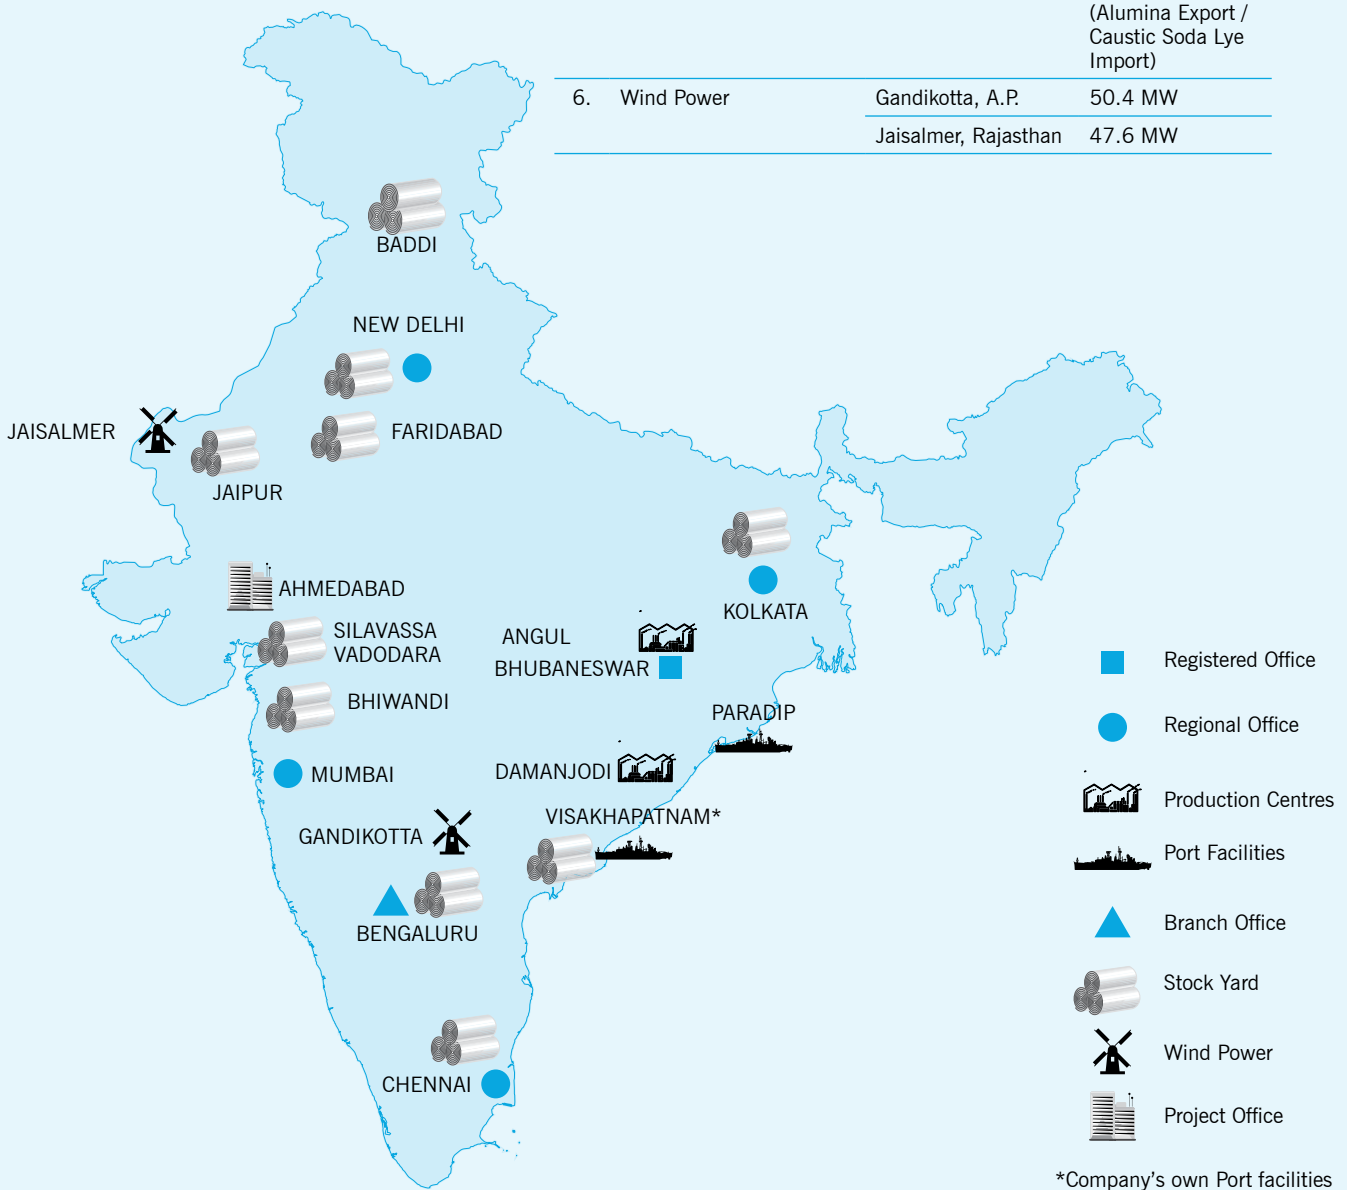 (Alumina Export /
Caustic Soda Lye
Import)
6. Wind Power Gandikotta, A.P. 50.4 MW
Jaisalmer, Rajasthan 47.6 MW
BADDI
NEW DELHI
JAISALMER
FARIDABAD
JAIPUR
AHMEDABAD
KOLKATA
SILAVASSA
VADODARA
ANGUL
BHUBANESWAR
BHIWANDI
PARADIP
MUMBAI
DAMANJODI
VISAKHAPATNAM*
GANDIKOTTA
BENGALURU
CHENNAI
Registered Office
Regional Office
Production Centres
Port Facilities
Branch Office
Stock Yard
Wind Power
Project Office
*Company's own Port facilities